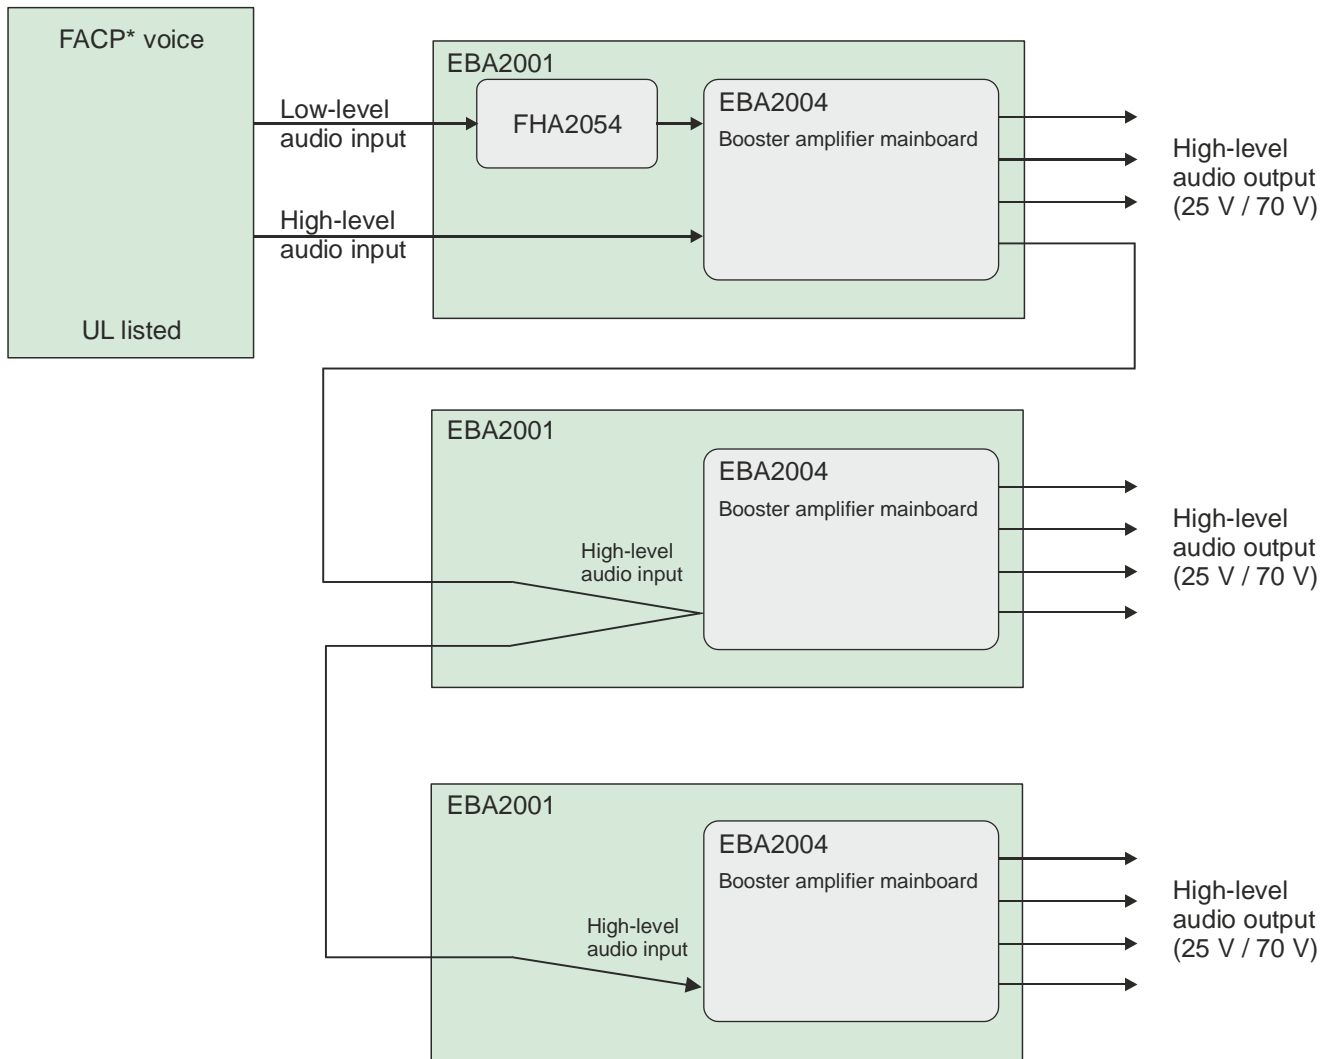 FACP* voice
UL listed
Low-level
audio input
High-level
audio input
EBA2001
FHA2054
EBA2004
Booster amplifier mainboard
High-level
audio output
(25 V / 70 V)
EBA2001
EBA2004
Booster amplifier mainboard
High-level
audio input
High-level
audio output
(25 V / 70 V)
EBA2001
EBA2004
Booster amplifier mainboard
High-level
audio input
High-level
audio output
(25 V / 70 V)